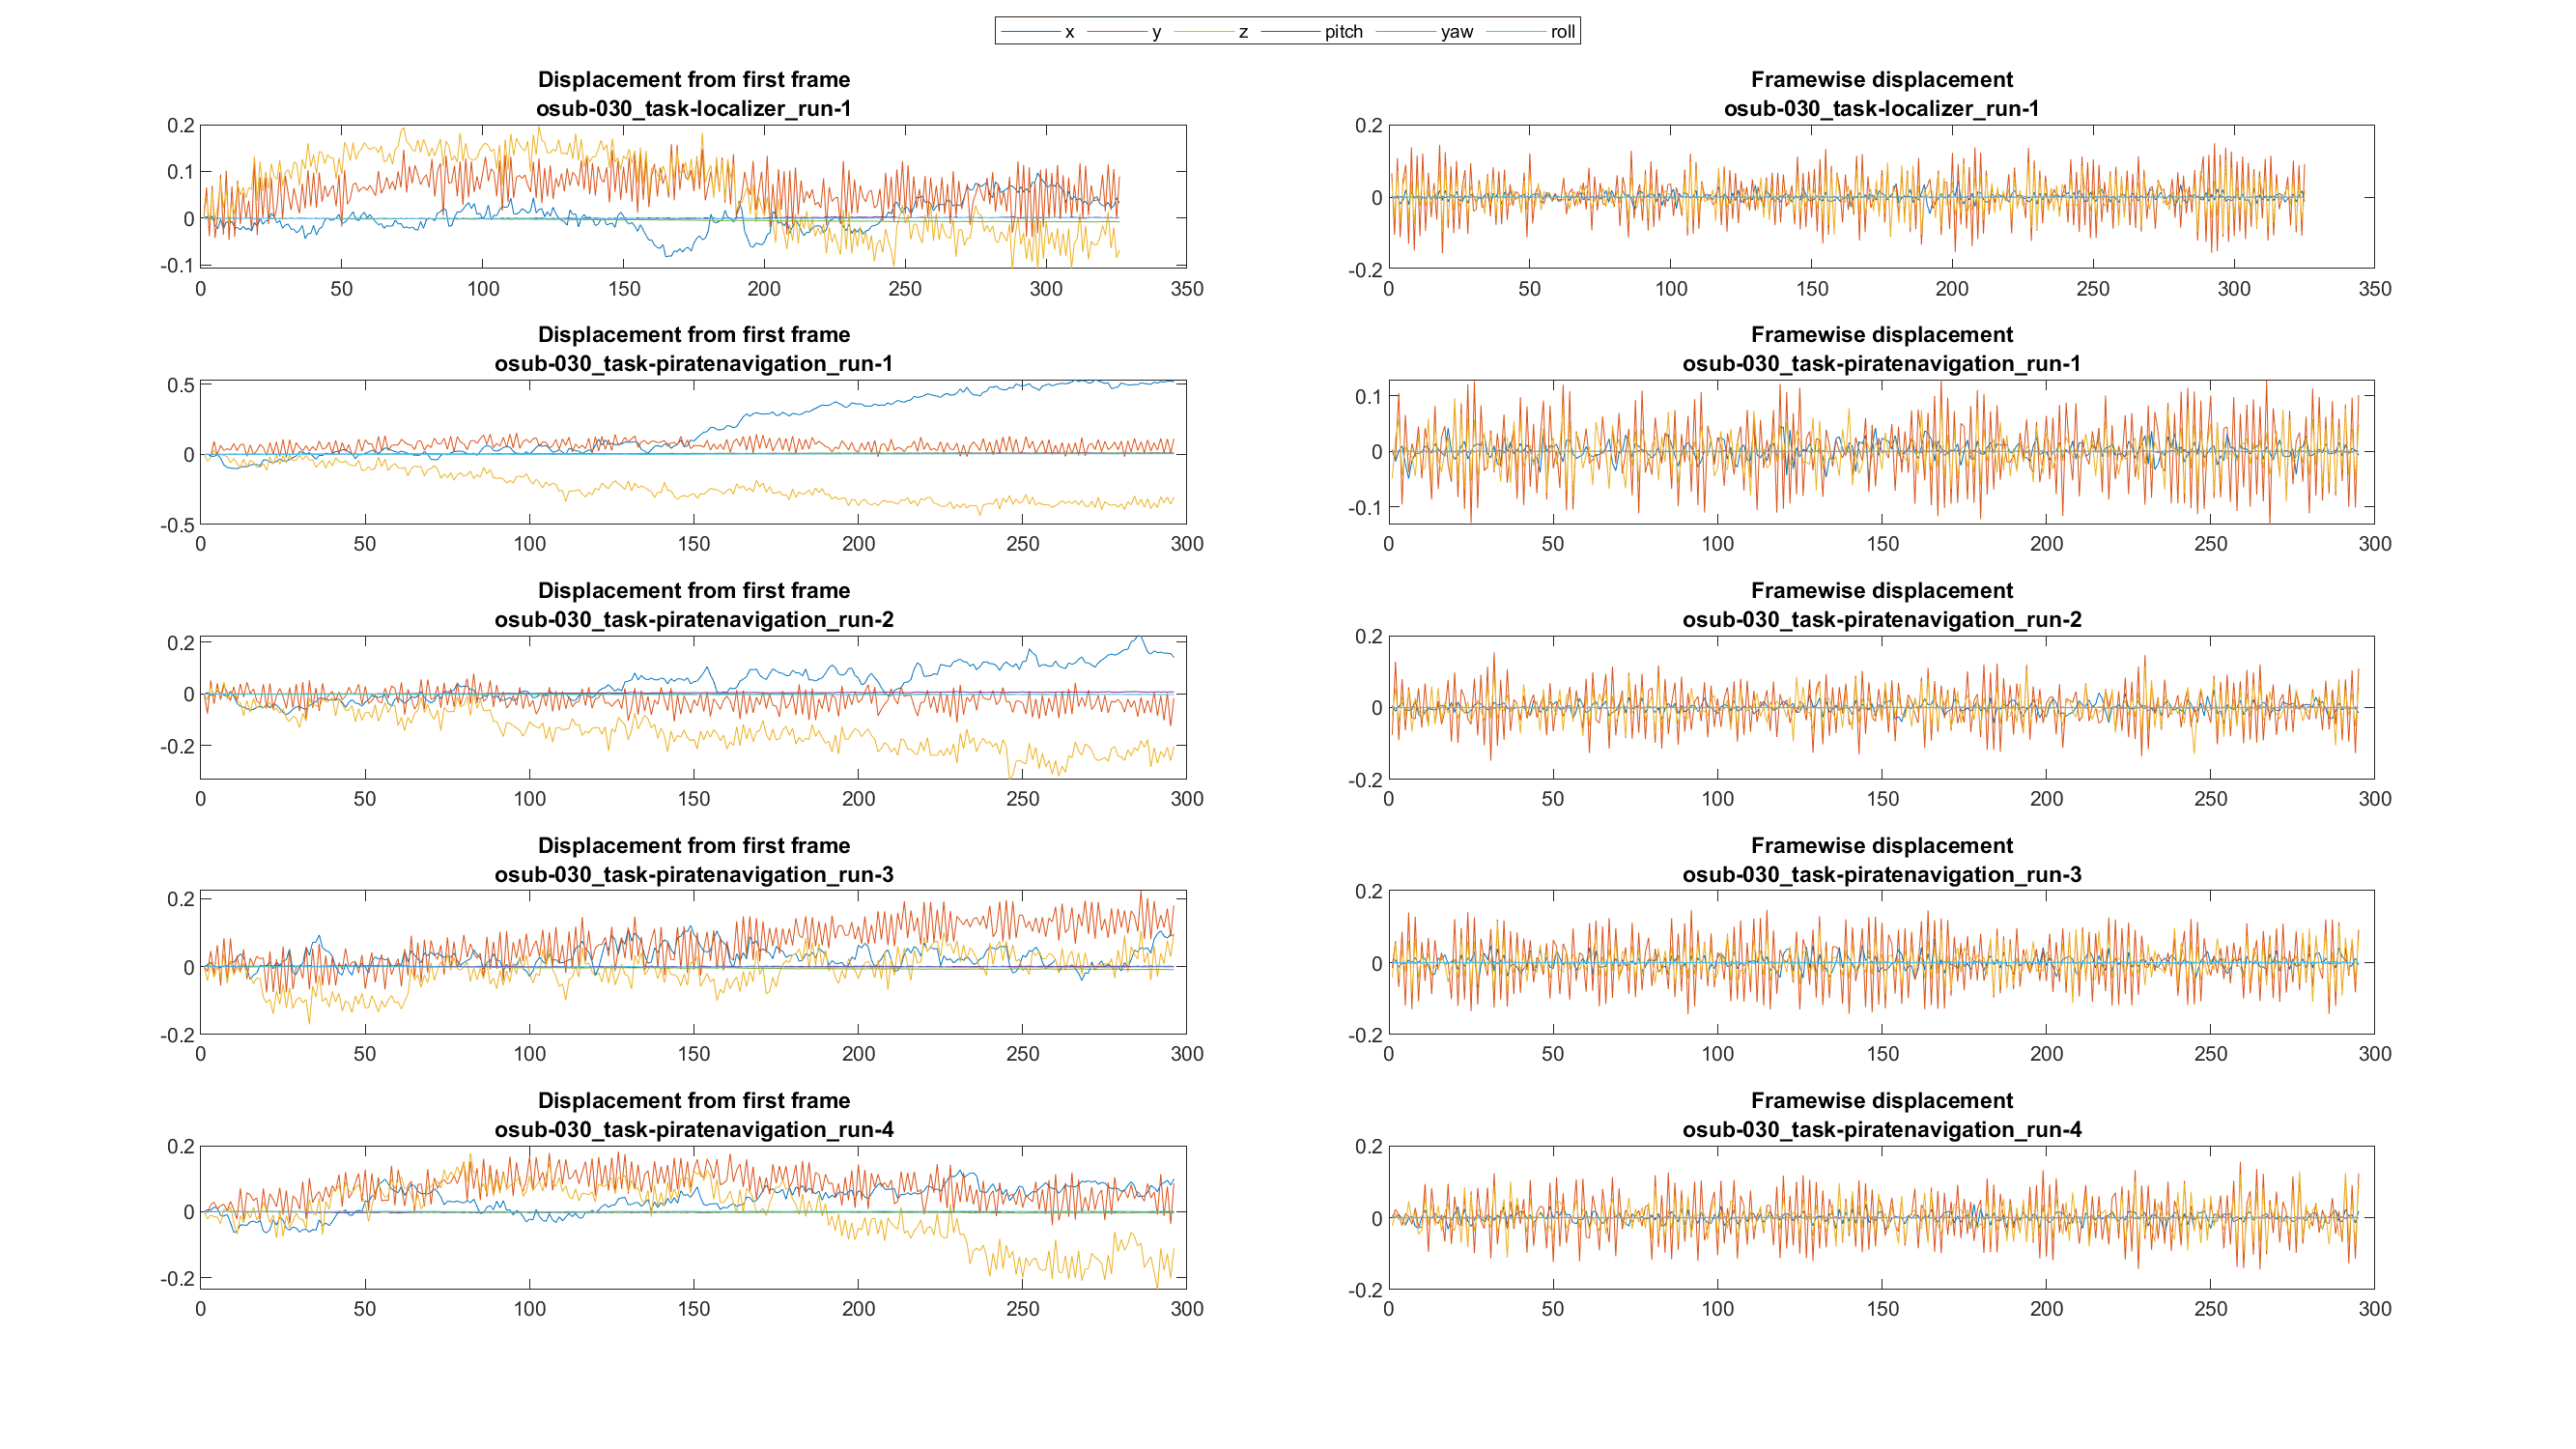 x y z pitch yaw roll
Displacement from first frame
osub-030_task-localizer_run-1
0.2
0.1
0
-0.1
0 50 100 150 200 250 300 350
Framewise displacement
osub-030_task-localizer_run-1
0.2
0
-0.2
0 50 100 150 200 250 300 350
Displacement from first frame
osub-030_task-piratenavigation_run-1
0.5
0
-0.5
0 50 100 150 200 250 300
Framewise displacement
osub-030_task-piratenavigation_run-1
0.1
0
-0.1
0 50 100 150 200 250 300
Displacement from first frame
osub-030_task-piratenavigation_run-2
0.2
0
-0.2
0 50 100 150 200 250 300
Framewise displacement
osub-030_task-piratenavigation_run-2
0.2
0
-0.2
0 50 100 150 200 250 300
Displacement from first frame
osub-030_task-piratenavigation_run-3
0.2
0
-0.2
0 50 100 150 200 250 300
Framewise displacement
osub-030_task-piratenavigation_run-3
0.2
0
-0.2
0 50 100 150 200 250 300
Displacement from first frame
osub-030_task-piratenavigation_run-4
0.2
0
-0.2
0 50 100 150 200 250 300
Framewise displacement
osub-030_task-piratenavigation_run-4
0.2
0
-0.2
0 50 100 150 200 250 300